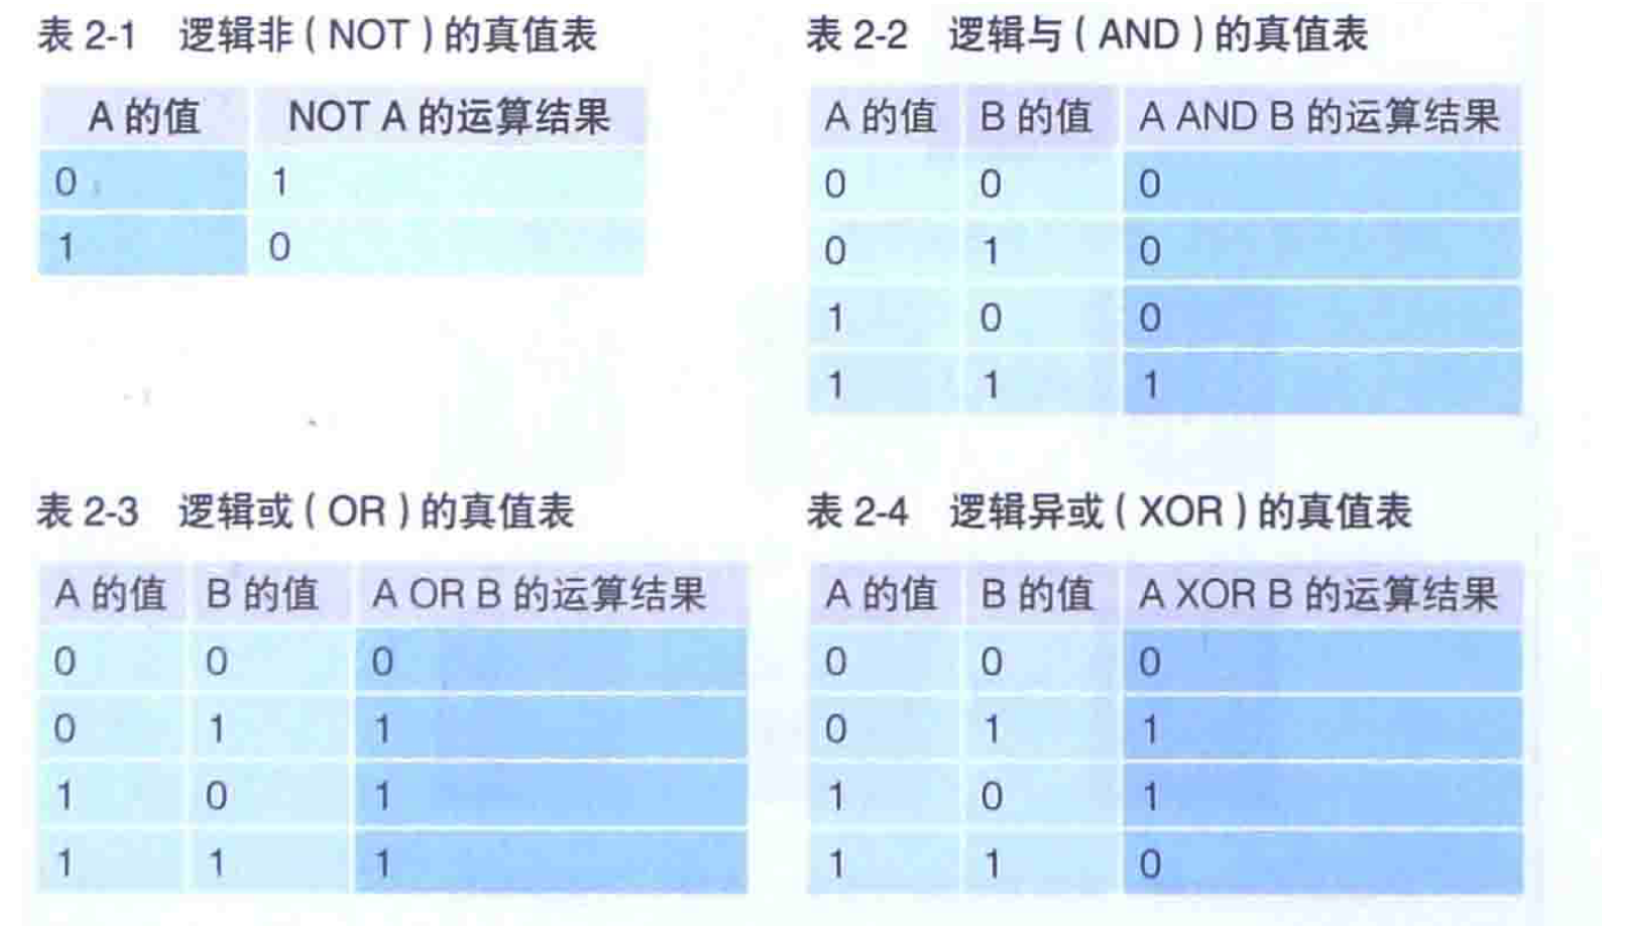 表 2-1 逻辑非 ( NOT ) 的真值表
A 的值 NOT A 的运算结果
0 1
1 0
表 2-2 逻辑与 ( AND ) 的真值表
A 的值 B 的值 A AND B 的运算结果
0 0 0
0 1 0
1 0 0
1 1 1
表 2-3 逻辑或 ( OR ) 的真值表
A 的值 B 的值 A OR B 的运算结果
0 0 0
0 1 1
1 0 1
1 1 1
表 2-4 逻辑异或 ( XOR ) 的真值表
A 的值 B 的值 A XOR B 的运算结果
0 0 0
0 1 1
1 0 1
1 1 0